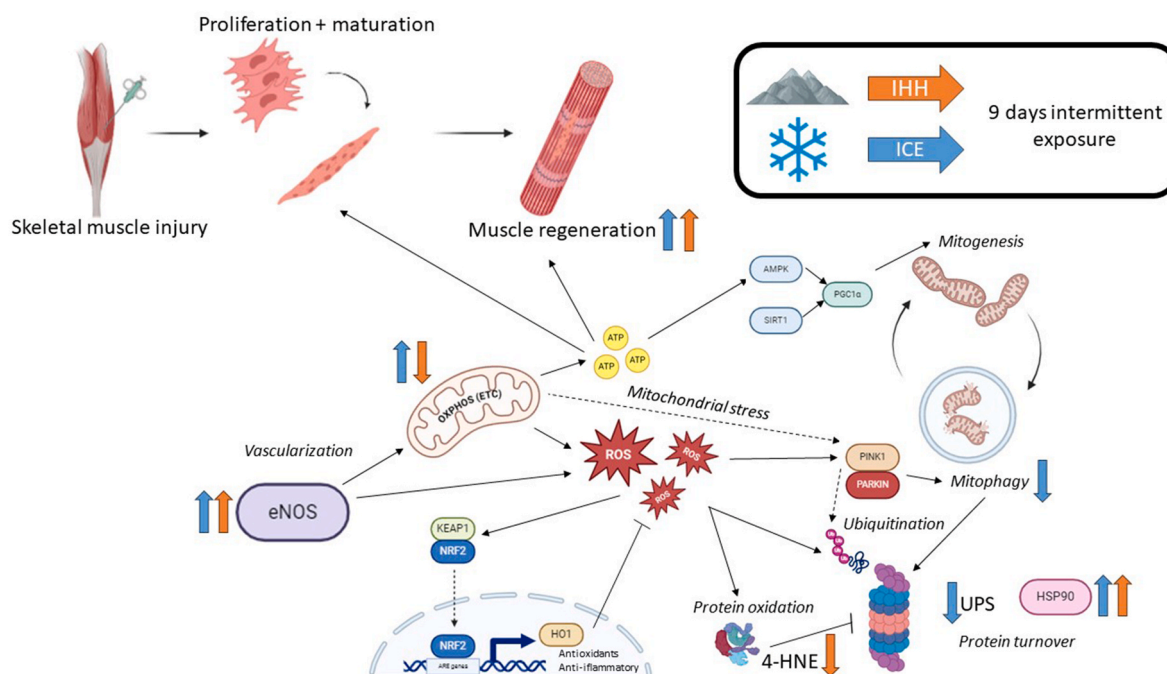 Proliferation + maturation
Skeletal muscle injury
Muscle regeneration
IHH
ICE
9 days intermittent
exposure
Mitogenesis
AMPK
SIRT1
PGC1α
ATP
ATP
ATP
OXPHOS (ETC)
Mitochondrial stress
Vascularization
eNOS
ROS
ROS
ROS
PINK1
PARKIN
Mitophagy
Ubiquitination
KEAP1
NRF2
NRF2
ARE genes
HO1
Antioxidants
Anti-iflammatory
Protein oxidation
4-HNE
UPS
HSP90
Protein turnover